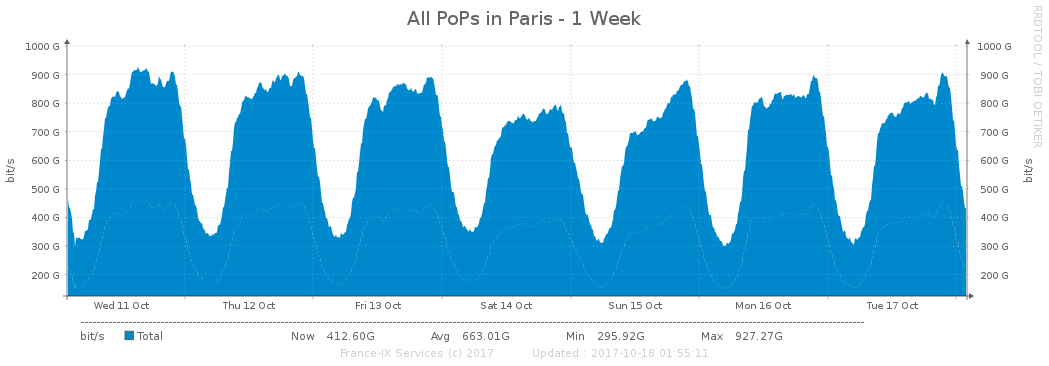 All PoPs in Paris - 1 Week
RRDTOOL / TOBI OETIKER
bit/s
bit/s
1000 G 1000 G
900 G 900 G
800 G 800 G
700 G 700 G
600 G 600 G
500 G 500 G
400 G 400 G
300 G 300 G
200 G 200 G
Wed 11 Oct Thu 12 Oct Fri 13 Oct Sat 14 Oct Sun 15 Oct Mon 16 Oct Tue 17 Oct
bit/s Total Now 412.60G Avg 663.01G Min 295.92G Max 927.27G
France-IX Services (c) 2017 Updated : 2017-10-18 01:55:11